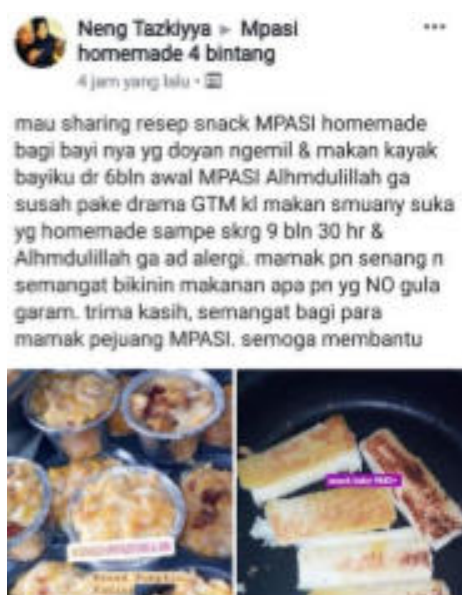 Neng Tazkiyya ▸ Mpasi
homemade 4 bintang
4 jam yang lalu •
mau sharing resep snack MPASI homemade
bagi bayi nya yg doyan ngemil & makan kayak
bayiku dr 6bln awal MPASI Alhmdulillah ga
susah pake drama GTM kl makan smuany suka
yg homemade sampe skrg 9 bln 30 hr &
Alhmdulillah ga ad alergi. mamak pn senang n
semangat bikinin makanan apa pn yg NO gula
garam. trima kasih, semangat bagi para
mamak pejuang MPASI. semoga membantu
Bread Pumpkin